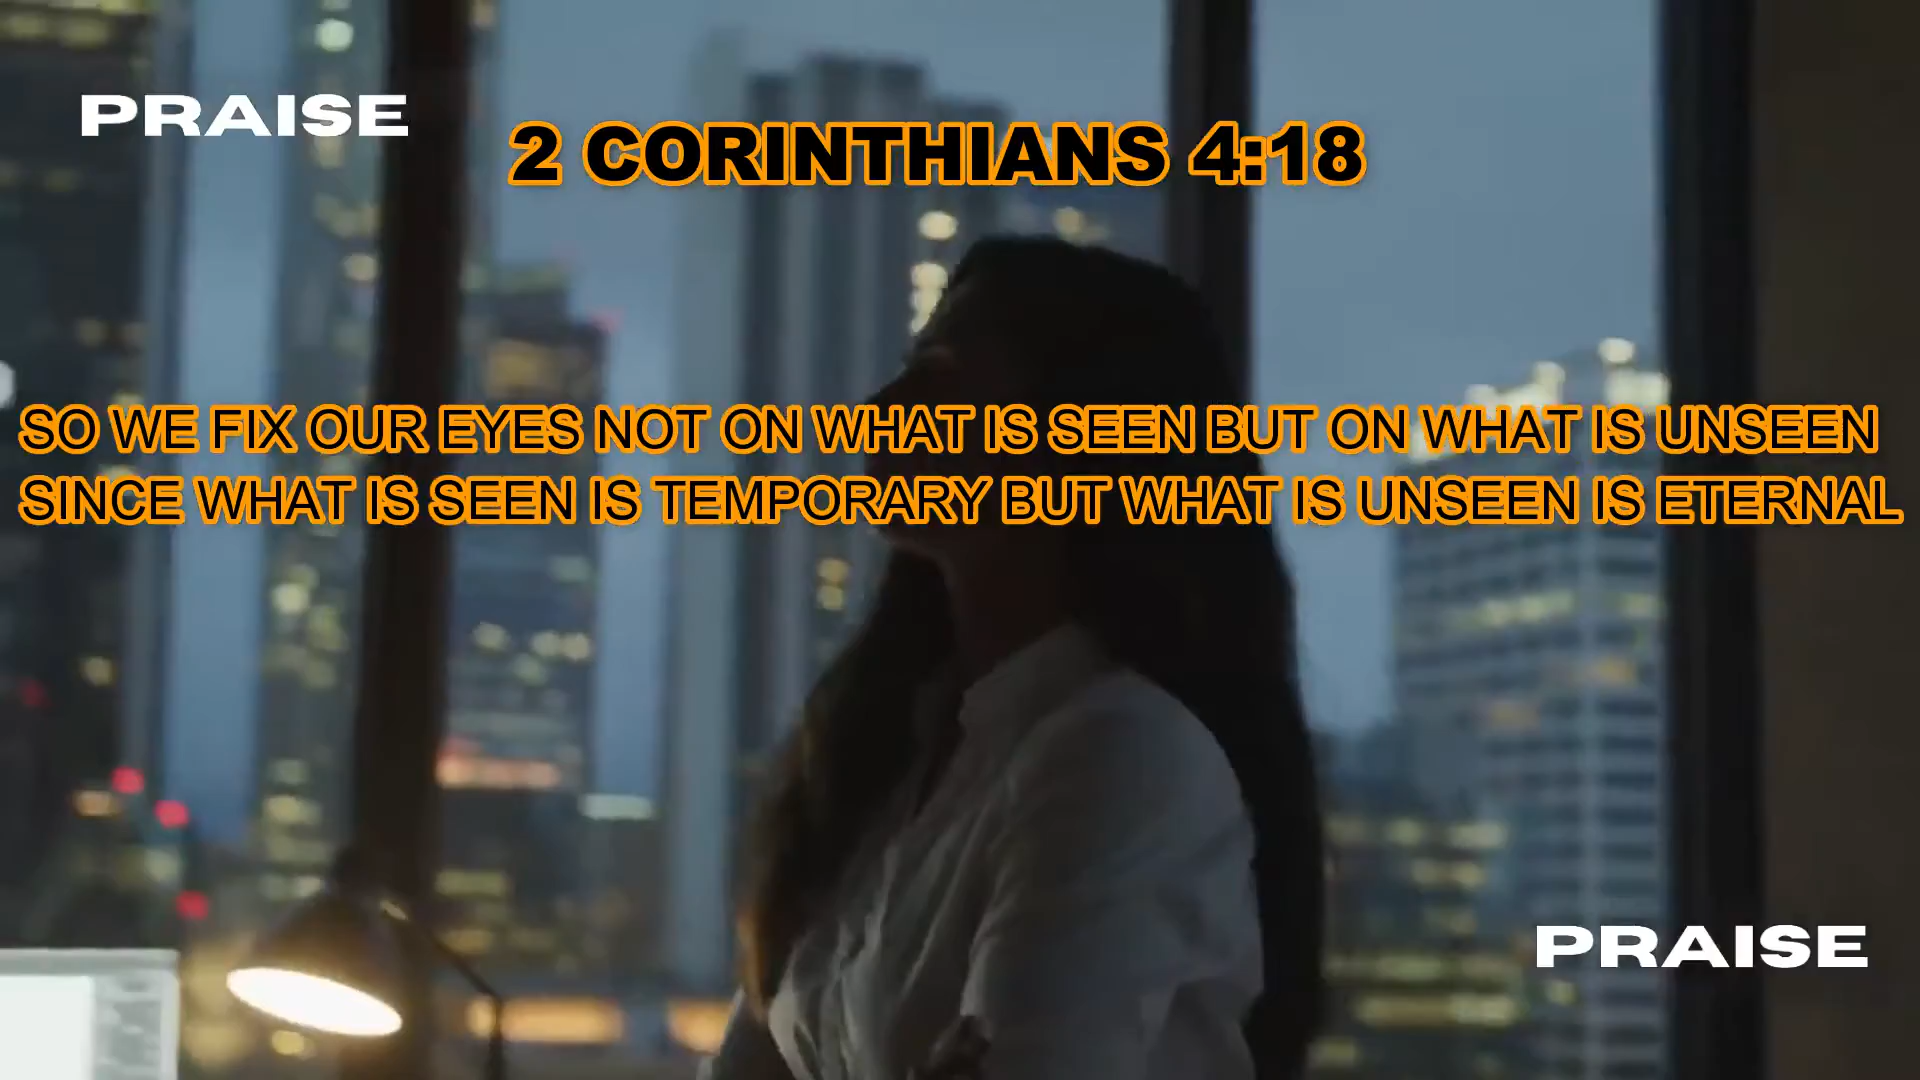 PRAISE
2 CORINTHIANS 4:18
SO WE FIX OUR EYES NOT ON WHAT IS SEEN BUT ON WHAT IS UNSEEN
SINCE WHAT IS SEEN IS TEMPORARY BUT WHAT IS UNSEEN IS ETERNAL
PRAISE